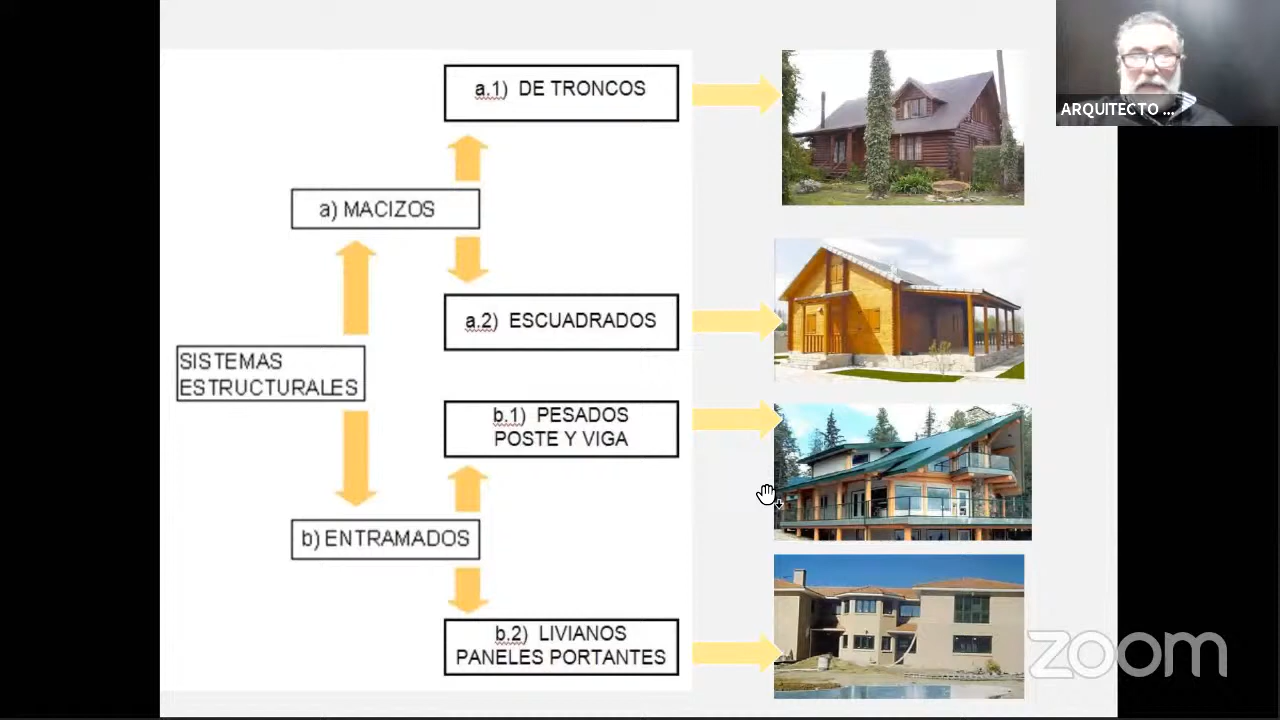 a.1) DE TRONCOS
ARQUITECTO ...
a) MACIZOS
a.2) ESCUADRADOS
SISTEMAS
ESTRUCTURALES
b.1) PESADOS
POSTE Y VIGA
b) ENTRAMADOS
b.2) LIVIANOS
PANELES PORTANTES
zoom